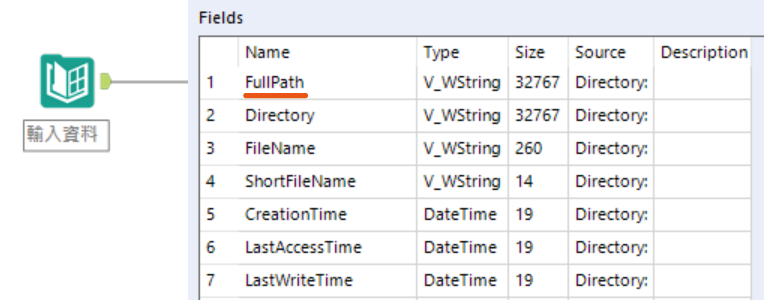 Fields
Name Type Size Source Description
1 FullPath V_WString 32767 Directory:
2 Directory V_WString 32767 Directory:
3 FileName V_WString 260 Directory:
4 ShortFileName V_WString 14 Directory:
5 CreationTime DateTime 19 Directory:
6 LastAccessTime DateTime 19 Directory:
7 LastWriteTime DateTime 19 Directory:
輸入資料